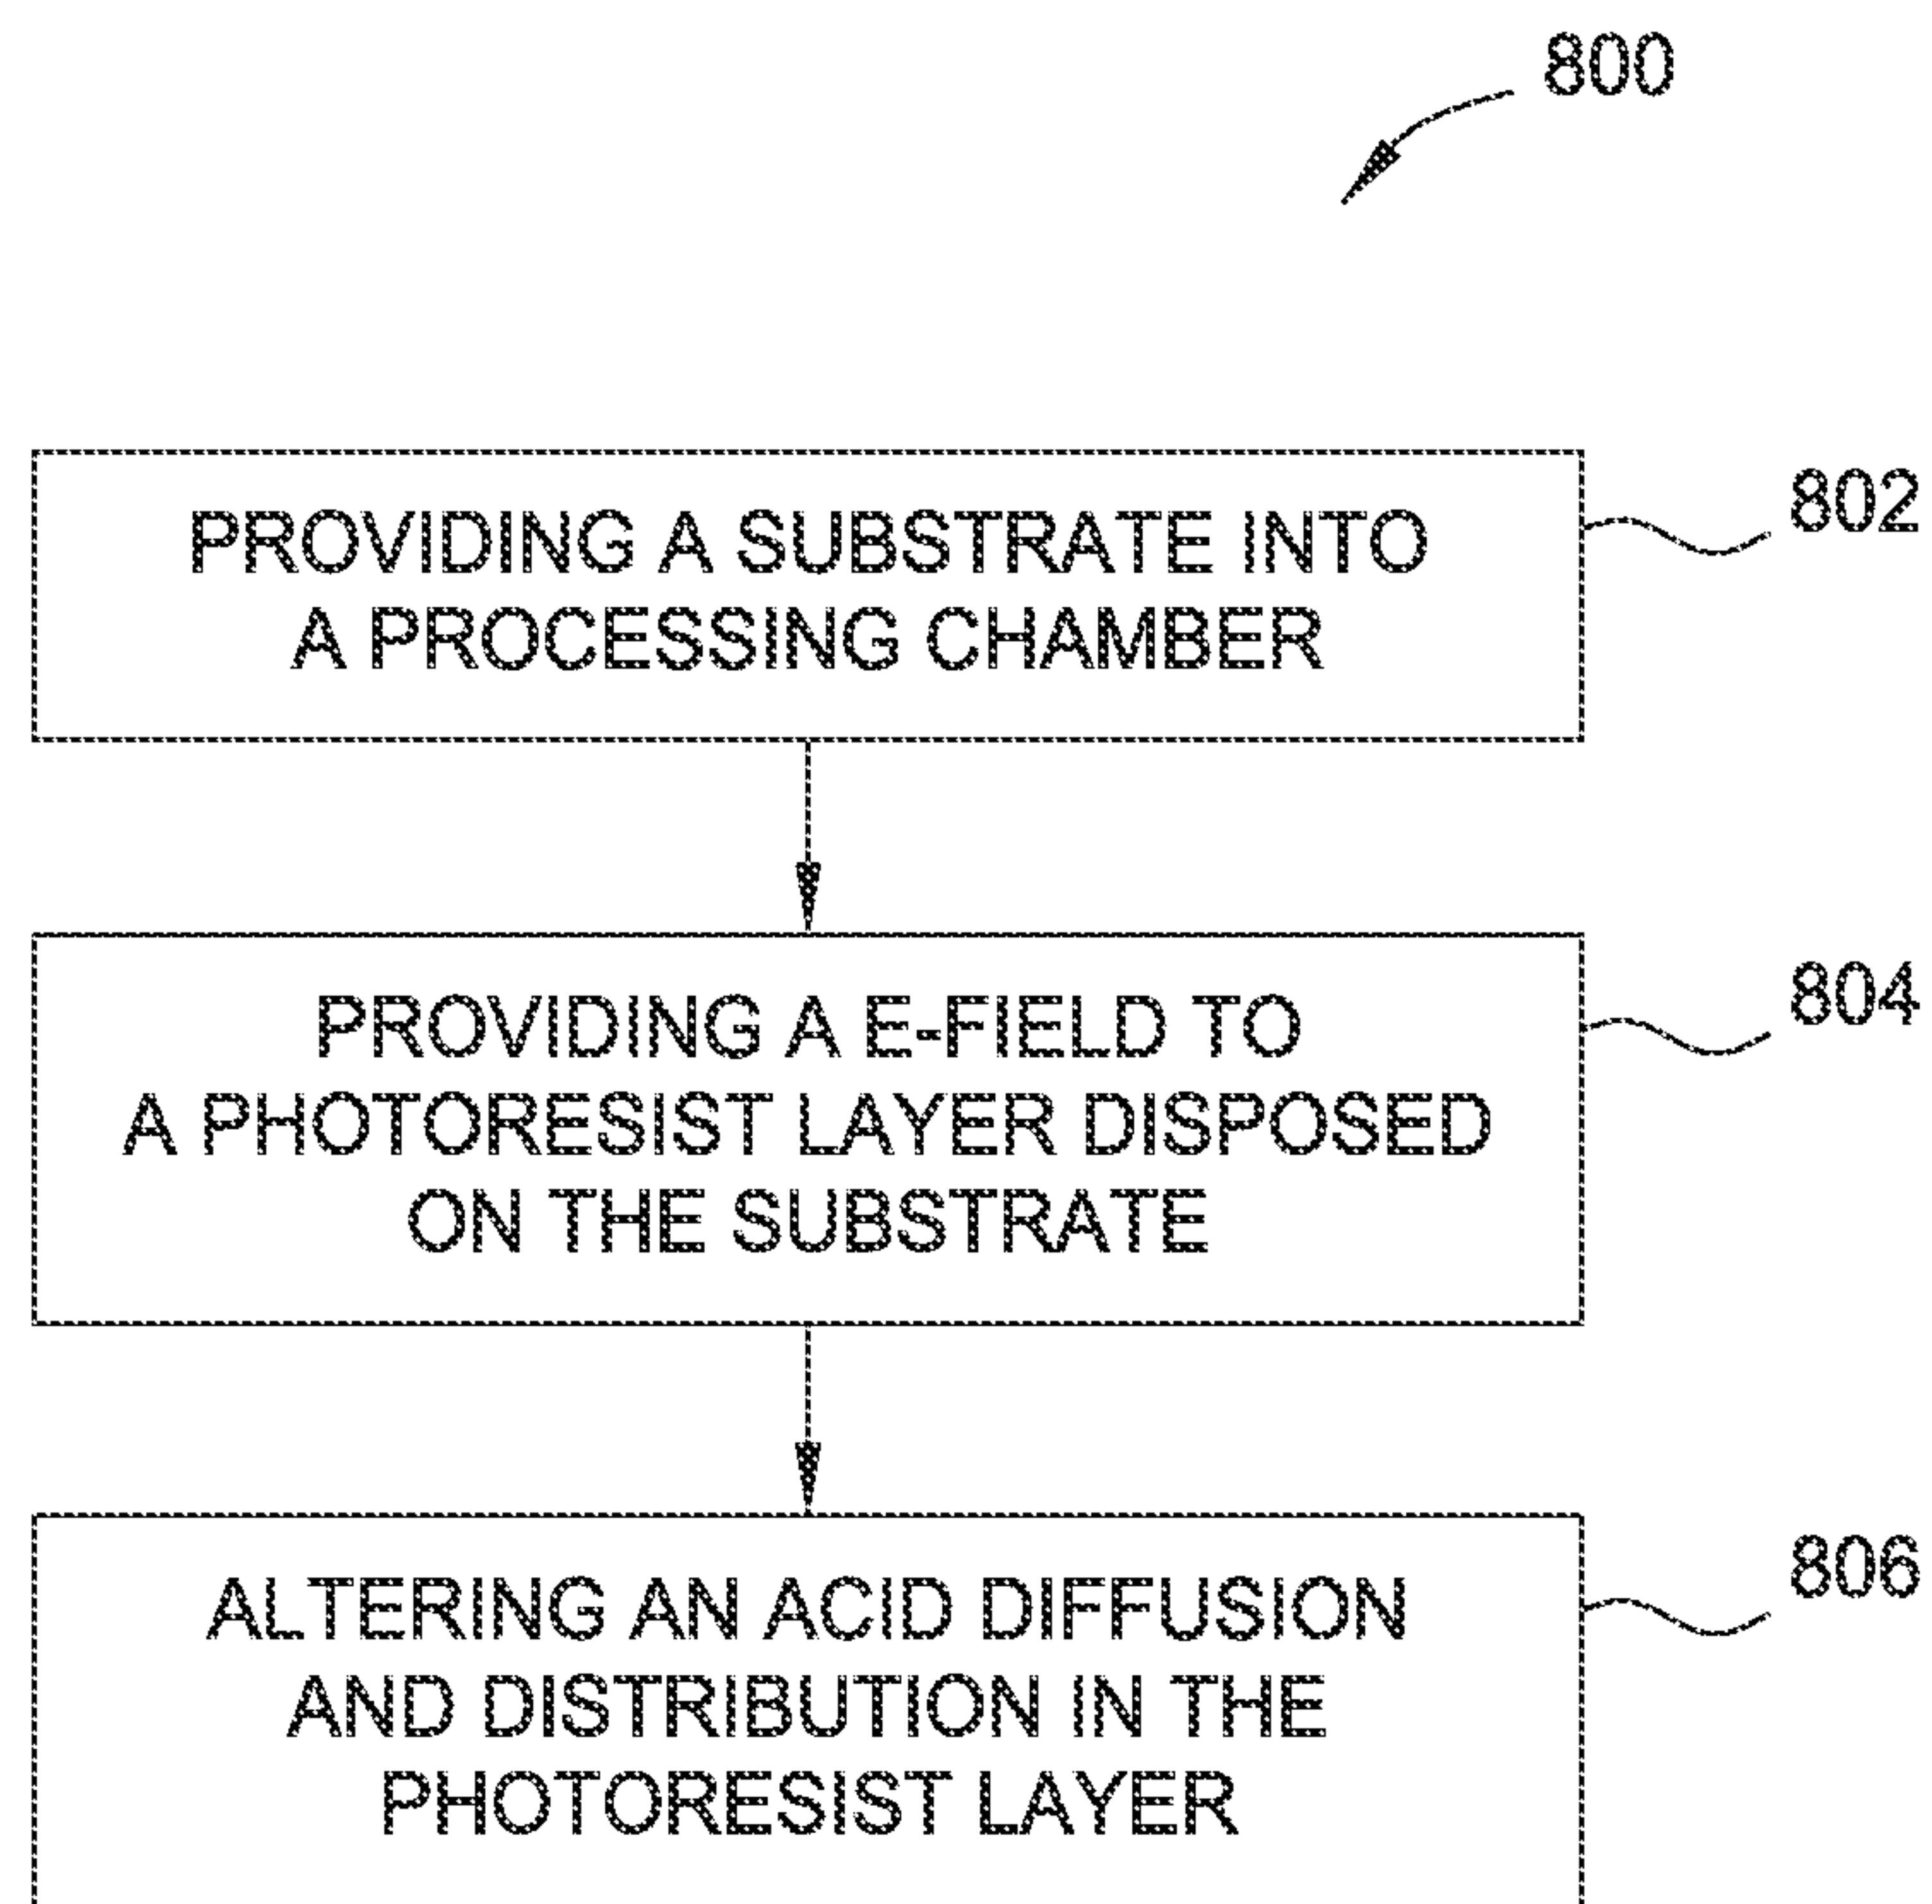 800
PROVIDING A SUBSTRATE INTO
A PROCESSING CHAMBER
802
PROVIDING A E-FIELD TO
A PHOTORESIST LAYER DISPOSED
ON THE SUBSTRATE
804
ALTERING AN ACID DIFFUSION
AND DISTRIBUTION IN THE
PHOTORESIST LAYER
806